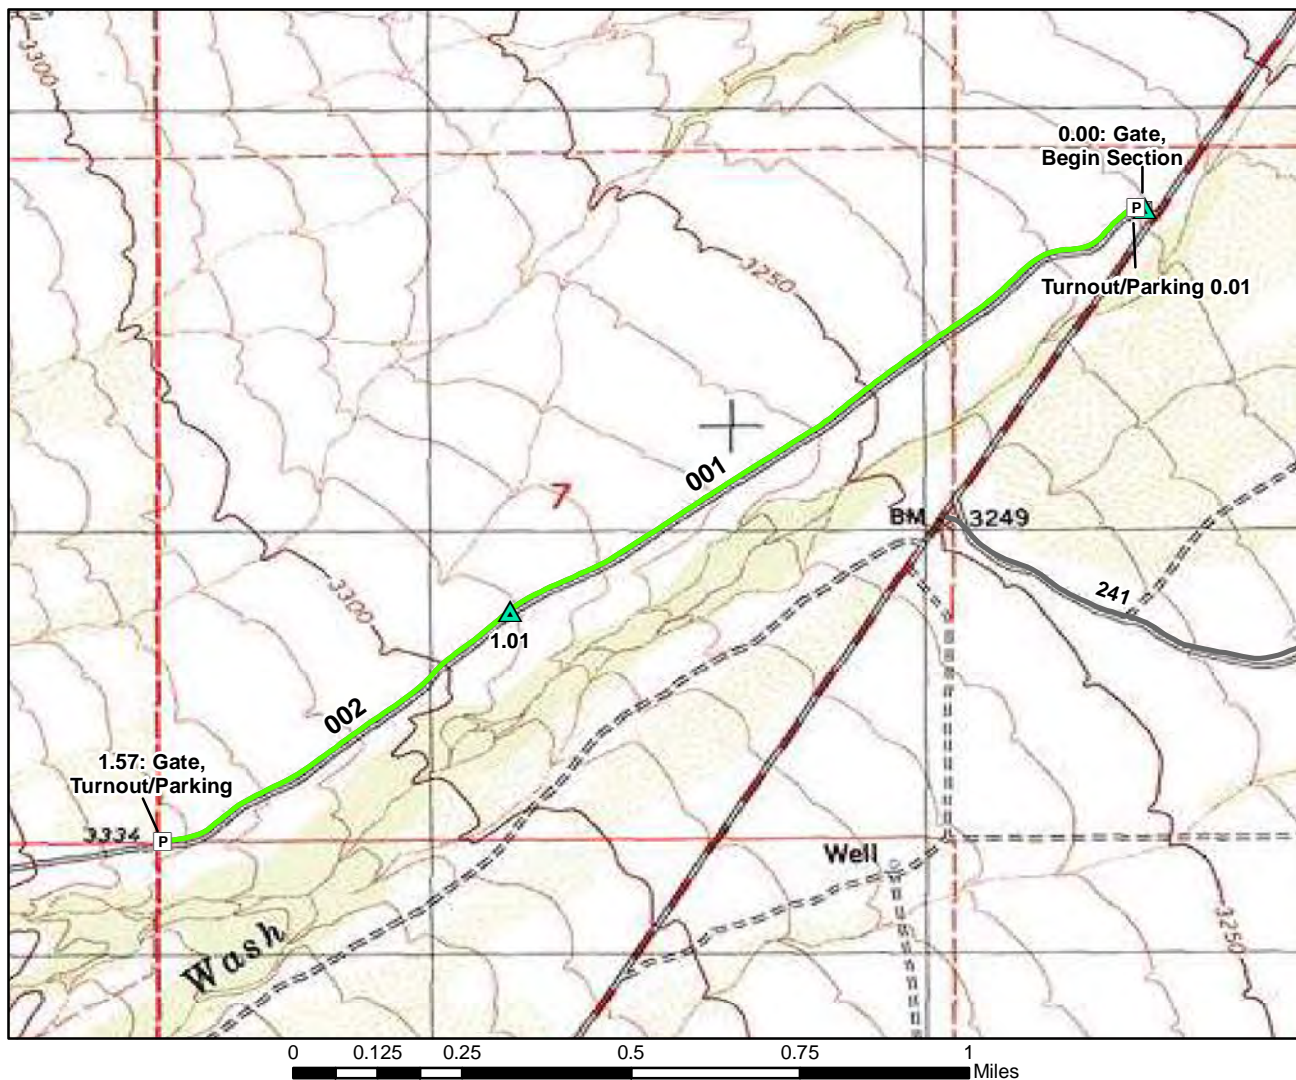 3300
0.00: Gate,
Begin Section
P
3250
Turnout/Parking 0.01
001
7
BM
3249
3300
241
1.01
002
1.57: Gate,
Turnout/Parking
3334
P
Well
Wash
3250
0 0.125 0.25 0.5 0.75 1
Miles